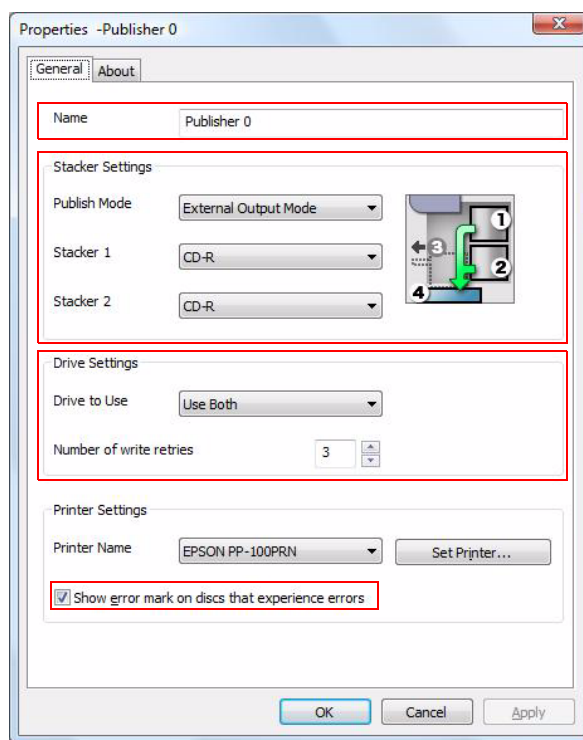 Properties -Publisher 0
General About
Name Publisher 0
Stacker Settings
Publish Mode External Output Mode
Stacker 1 CD-R
Stacker 2 CD-R
1
3
2
4
Drive Settings
Drive to Use Use Both
Number of write retries 3
Printer Settings
Printer Name EPSON PP-100PRN Set Printer...
Show error mark on discs that experience errors
OK Cancel Apply